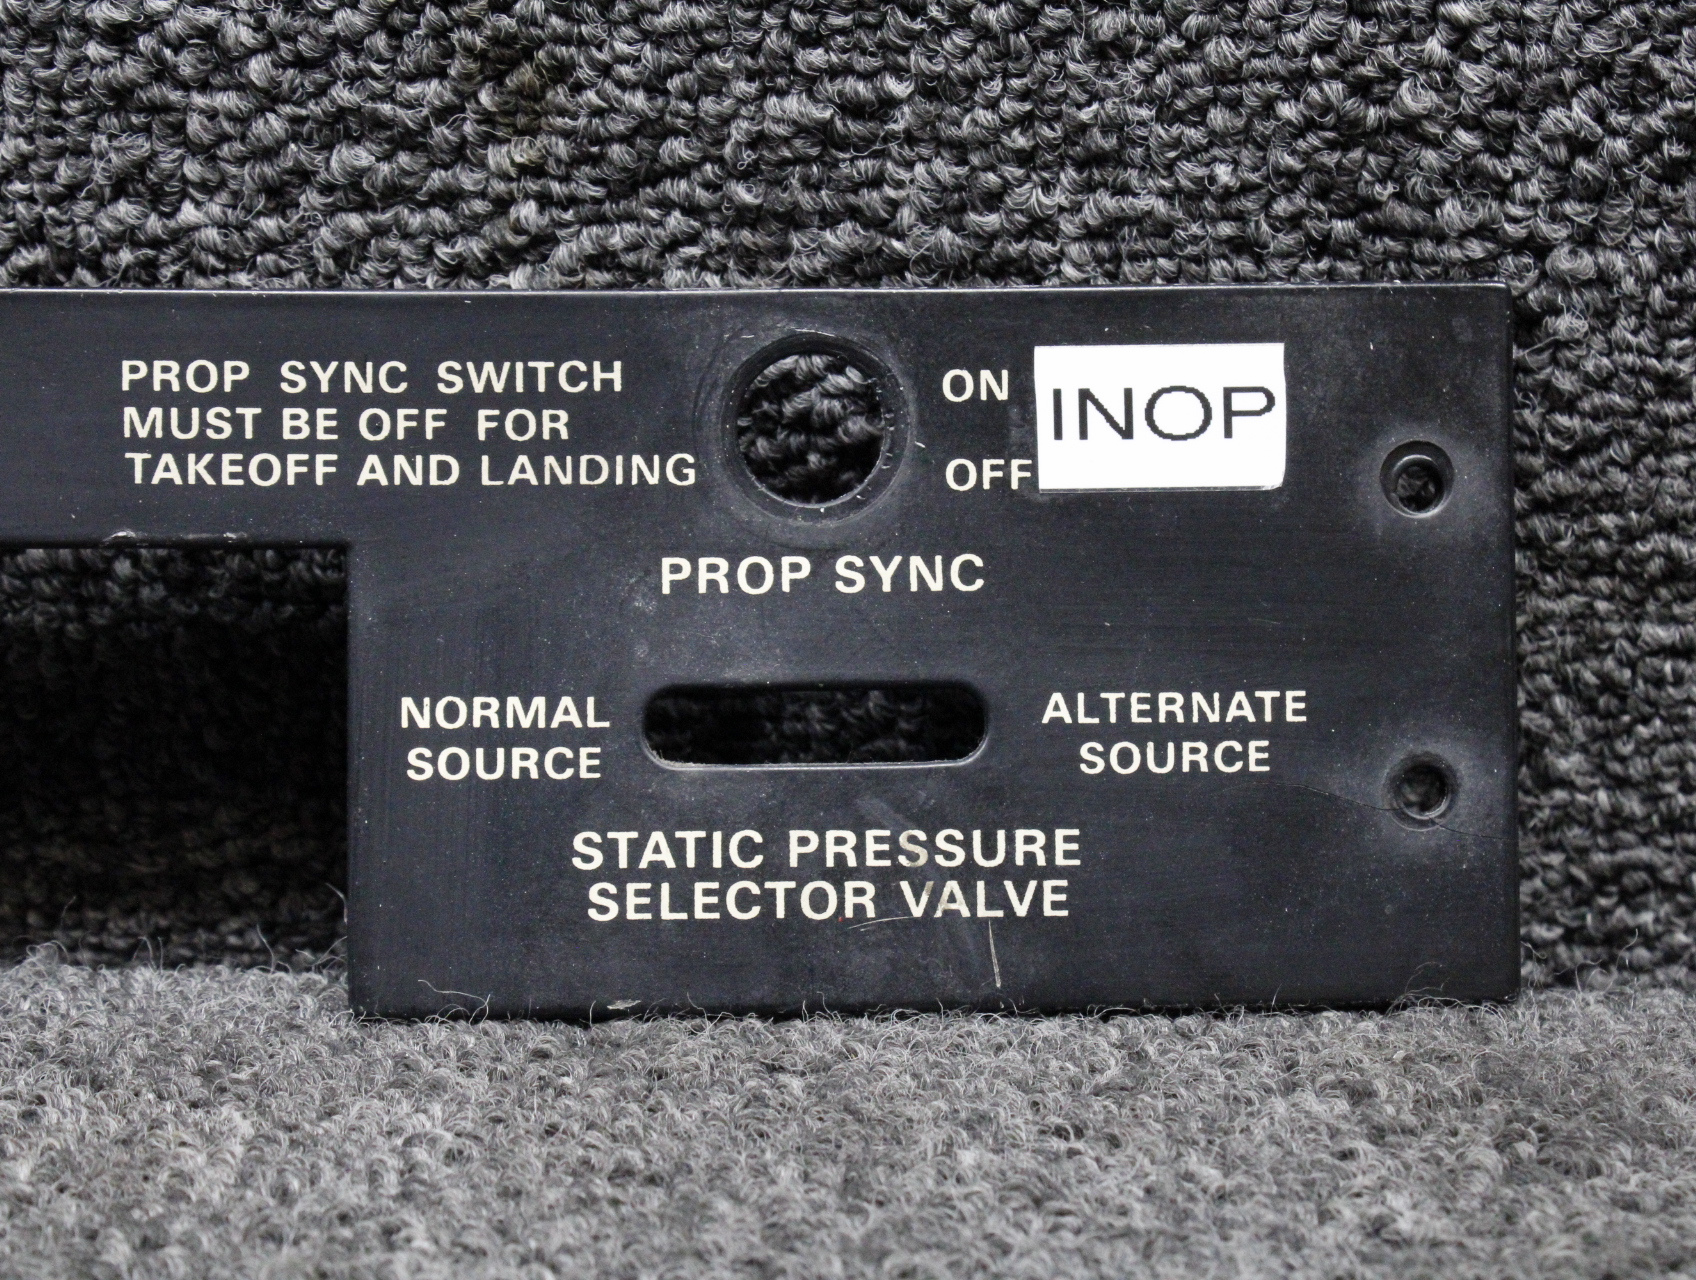 PROP SYNC SWITCH
MUST BE OFF FOR
TAKEOFF AND LANDING
ON
OFF
INOP
PROP SYNC
NORMAL
SOURCE
ALTERNATE
SOURCE
STATIC PRESSURE
SELECTOR VALVE